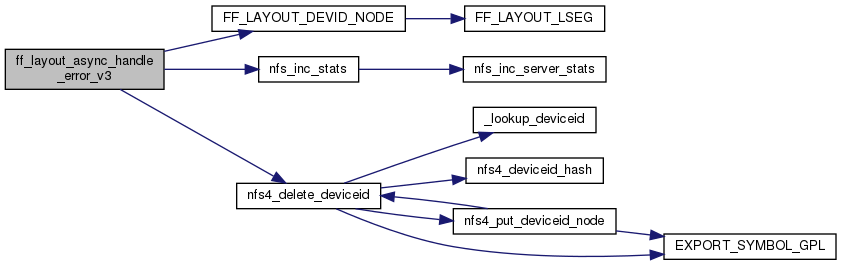 FF_LAYOUT_DEVID_NODE
FF_LAYOUT_LSEG
ff_layout_async_handle
_error_v3
nfs_inc_stats
nfs_inc_server_stats
_lookup_deviceid
nfs4_deviceid_hash
nfs4_delete_deviceid
nfs4_put_deviceid_node
EXPORT_SYMBOL_GPL